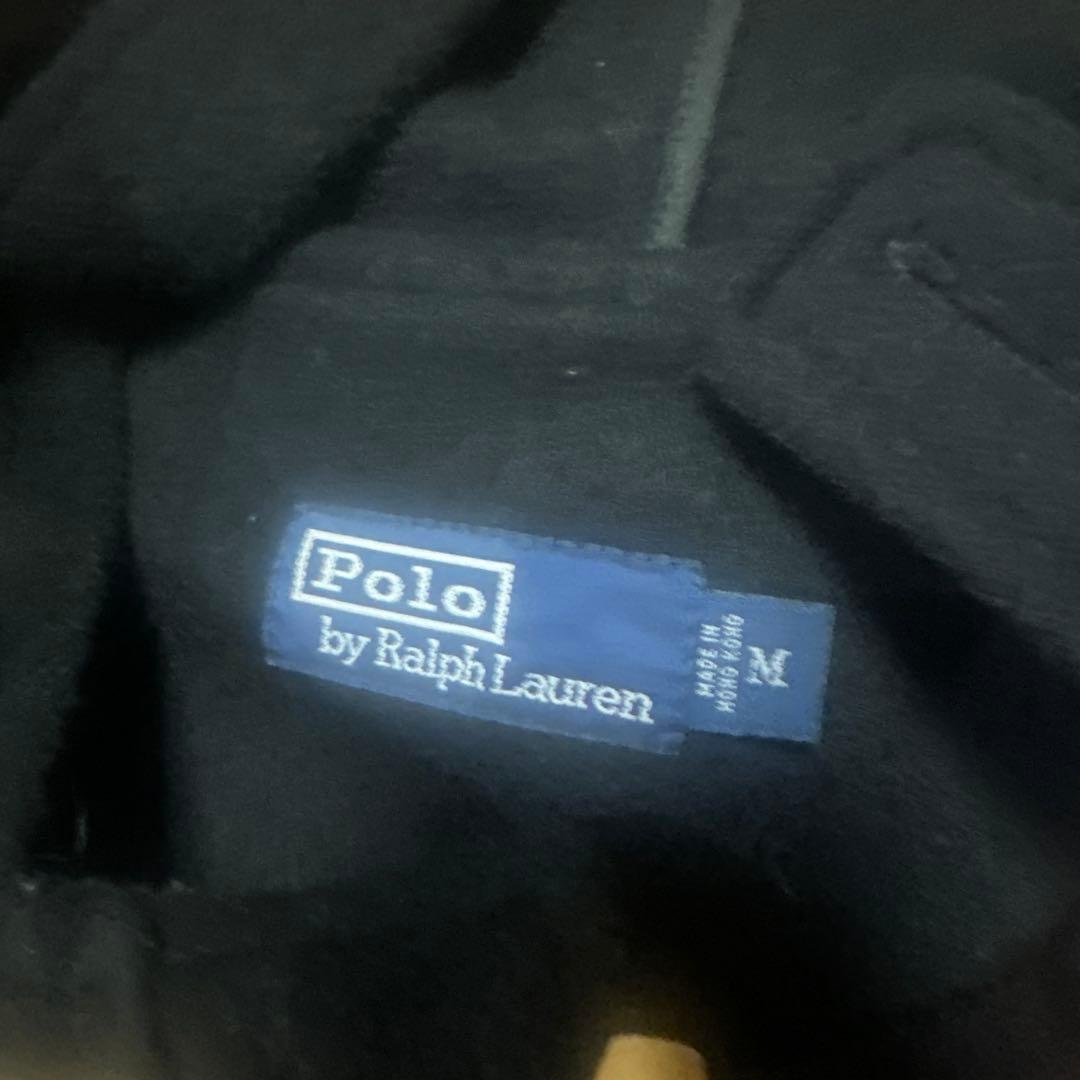 Polo
by Ralph Lauren
MADE IN
HONG KONG
M